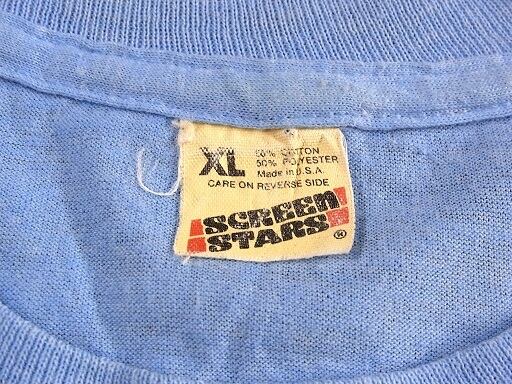 XL
50% COTTON
50% POLYESTER
Made in U.S.A.
CARE ON REVERSE SIDE
SCREEN
STARS ®